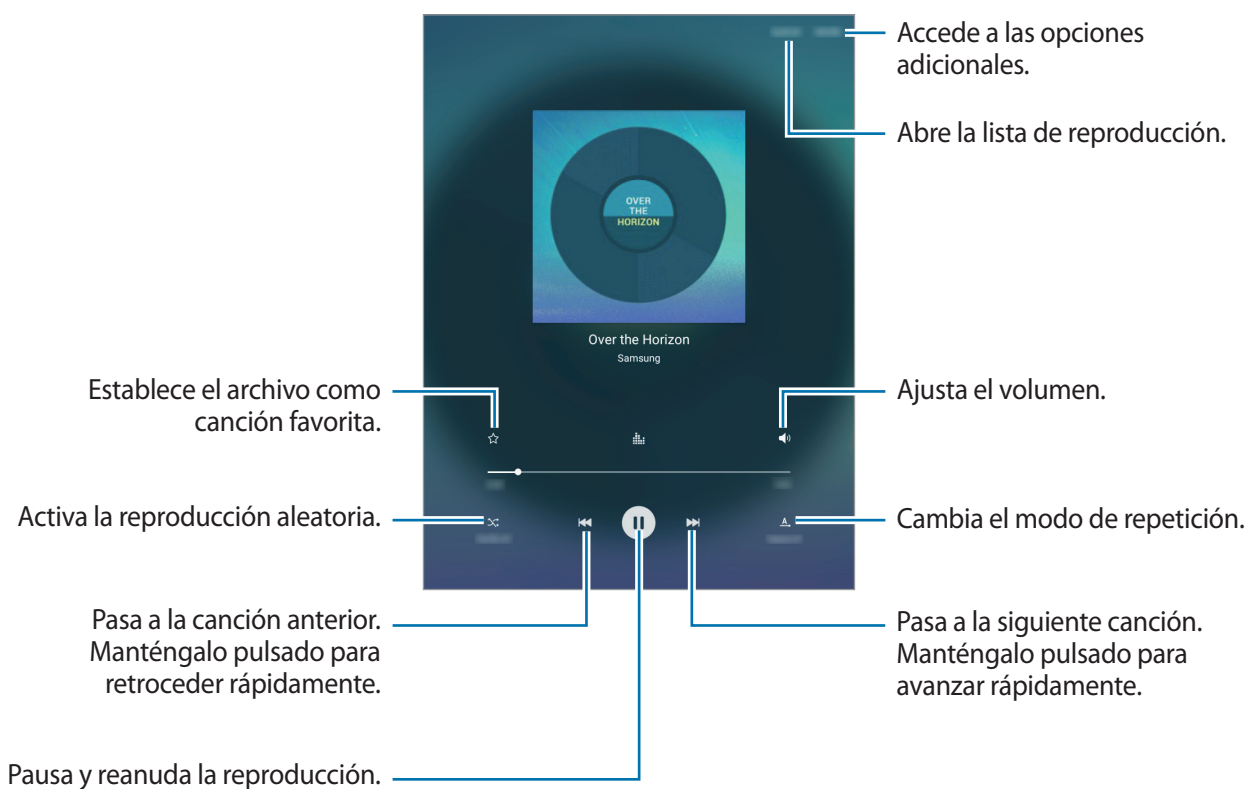 Accede a las opciones
adicionales.
Abre la lista de reproducción.
OVER
THE
HORIZON
Over the Horizon
Samsung
Establece el archivo como
canción favorita.
Ajusta el volumen.
Activa la reproducción aleatoria.
A
Cambia el modo de repetición.
Pasa a la canción anterior.
Manténgalo pulsado para
retroceder rápidamente.
Pasa a la siguiente canción.
Manténgalo pulsado para
avanzar rápidamente.
Pausa y reanuda la reproducción.